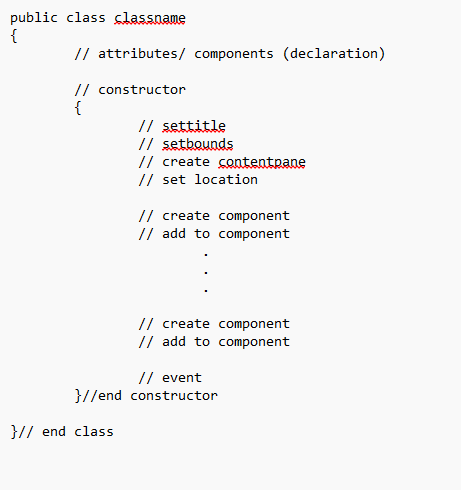 public class classname
{
// attributes/ components (declaration)
// constructor
{
// settitle
// setbounds
// create contentpane
// set location
// create component
// add to component
.
.
.
// create component
// add to component
// event
}//end constructor
}// end class